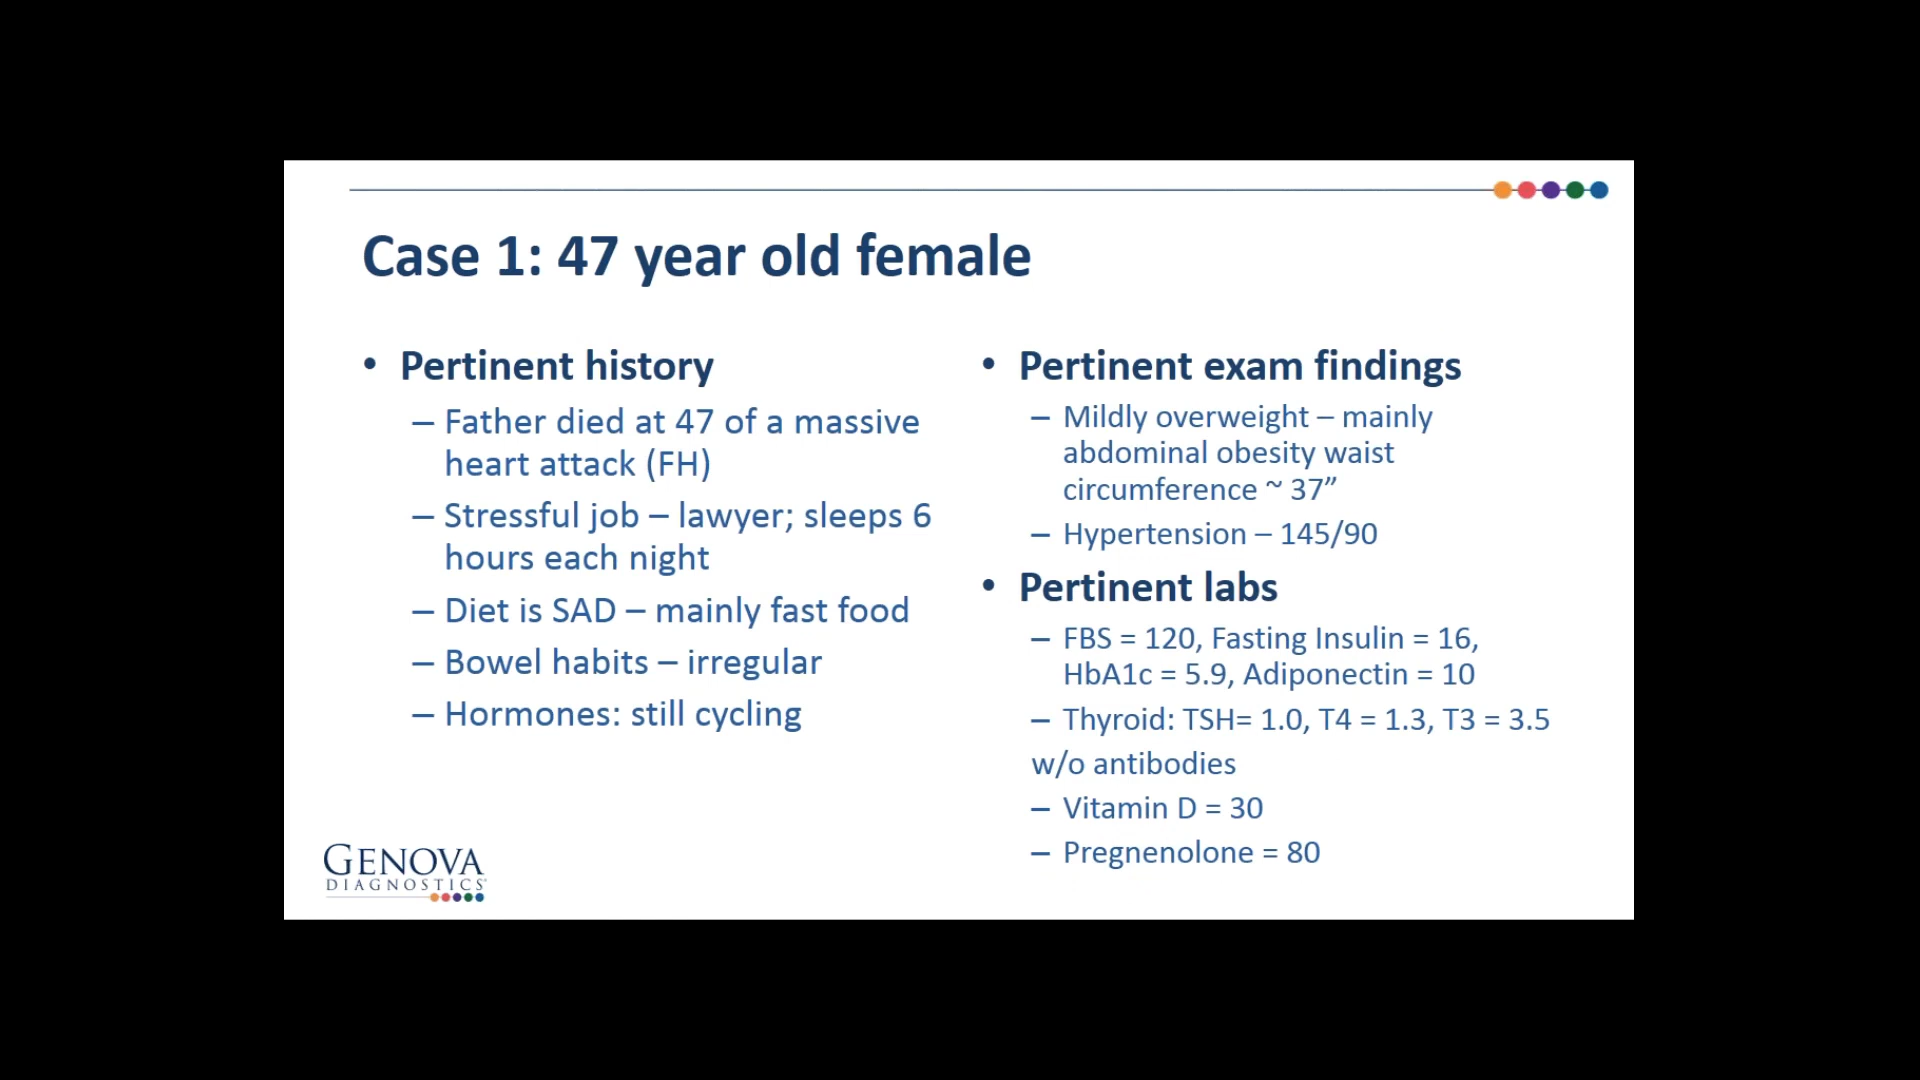 Case 1: 47 year old female
• Pertinent history
– Father died at 47 of a massive
heart attack (FH)
– Stressful job – lawyer; sleeps 6
hours each night
– Diet is SAD – mainly fast food
– Bowel habits – irregular
– Hormones: still cycling
• Pertinent exam findings
– Mildly overweight – mainly
abdominal obesity waist
circumference ~ 37”
– Hypertension – 145/90
• Pertinent labs
– FBS = 120, Fasting Insulin = 16,
HbA1c = 5.9, Adiponectin = 10
– Thyroid: TSH= 1.0, T4 = 1.3, T3 = 3.5
w/o antibodies
– Vitamin D = 30
– Pregnenolone = 80
GENOVA
DIAGNOSTICS